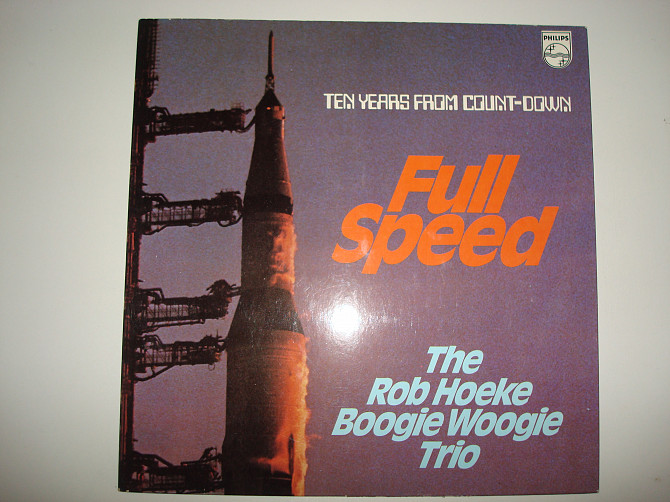 PHILIPS
TEN YEARS FROM COUNT-DOWN
Full
Speed
The
Rob Hoeke
Boogie Woogie
Trio